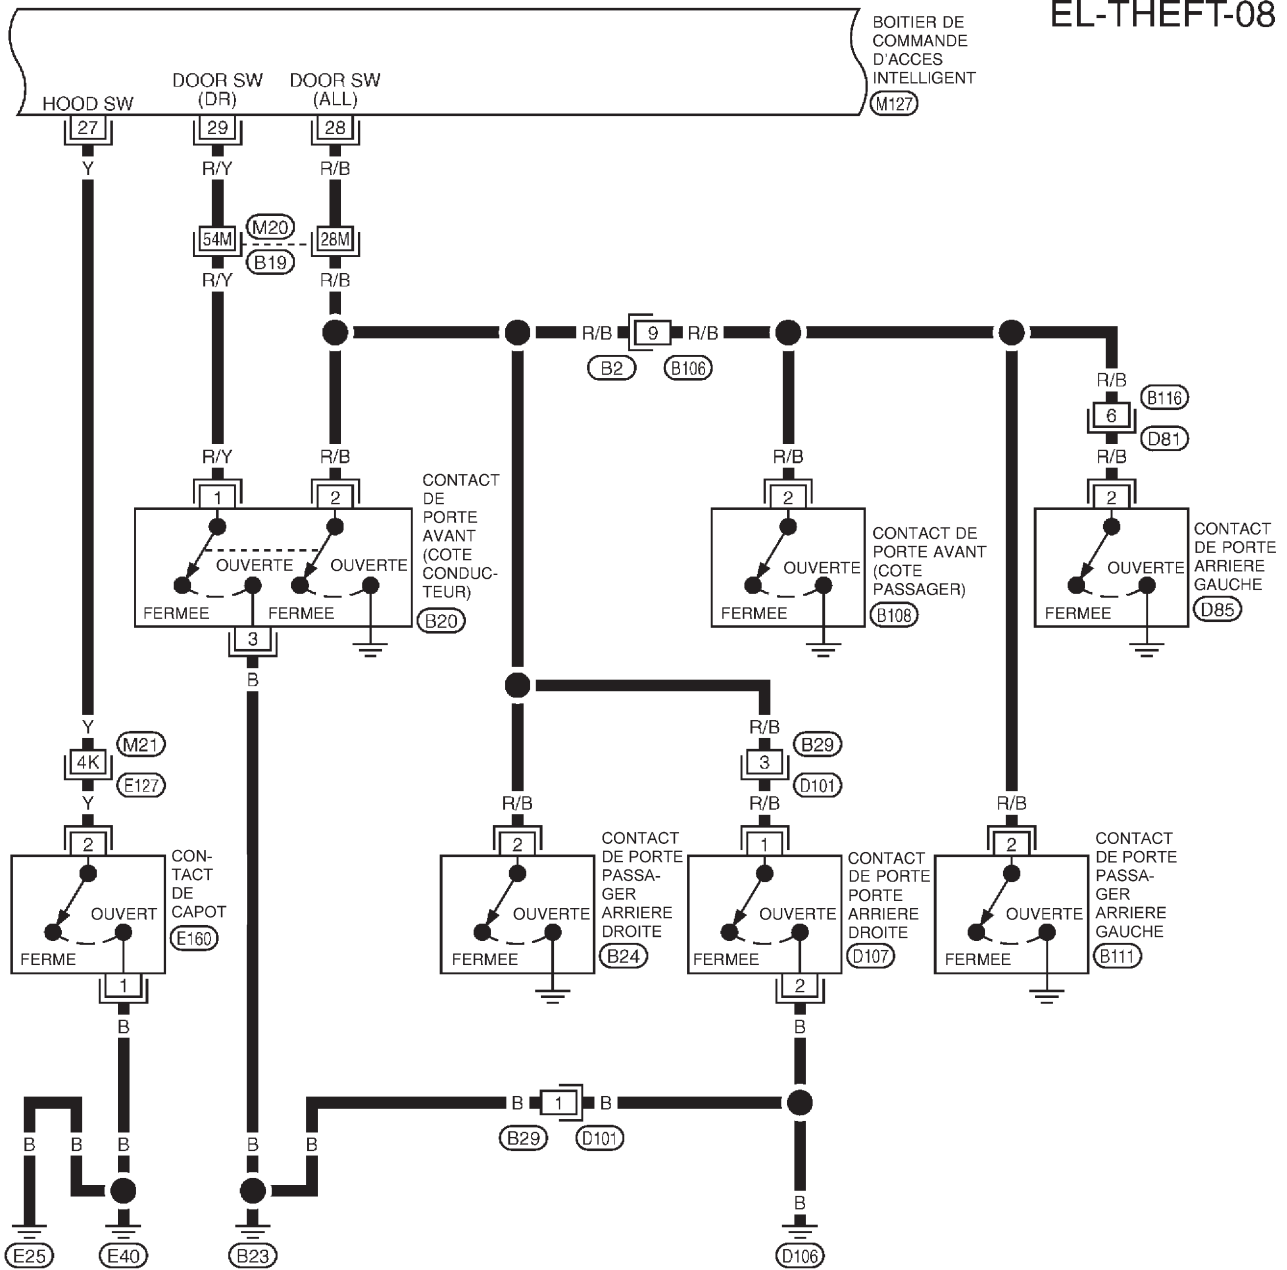 EL-THEFT-08
BOITIER DE
COMMANDE
D'ACCES
INTELLIGENT
M127
HOOD SW
DOOR SW
(DR)
DOOR SW
(ALL)
27
29
28
Y
R/Y
R/B
54M
M20
28M
B19
R/Y
R/B
R/B
9
R/B
B2
B106
R/B
B116
6
D81
R/Y
R/B
R/B
R/B
1
2
CONTACT
DE
PORTE
AVANT
(COTE
CONDUC-
TEUR)
B20
OUVERTE
OUVERTE
FERMEE
FERMEE
3
B
2
CONTACT DE
PORTE AVANT
(COTE
PASSAGER)
B108
OUVERTE
FERMEE
2
CONTACT
DE PORTE
ARRIERE
GAUCHE
D85
OUVERTE
FERMEE
Y
4K
M21
E127
Y
R/B
3
B29
D101
R/B
R/B
R/B
2
CON-
TACT
DE
CAPOT
E160
OUVERT
FERME
1
B
2
CONTACT
DE PORTE
PASSA-
GER
ARRIERE
DROITE
B24
OUVERTE
FERMEE
1
CONTACT
DE PORTE
PORTE
ARRIERE
DROITE
D107
OUVERTE
FERMEE
2
B
2
CONTACT
DE PORTE
PASSA-
GER
ARRIERE
GAUCHE
B111
OUVERTE
FERMEE
B
1
B
B29
D101
B
B
B
B
B
B
E25
E40
B23
D106